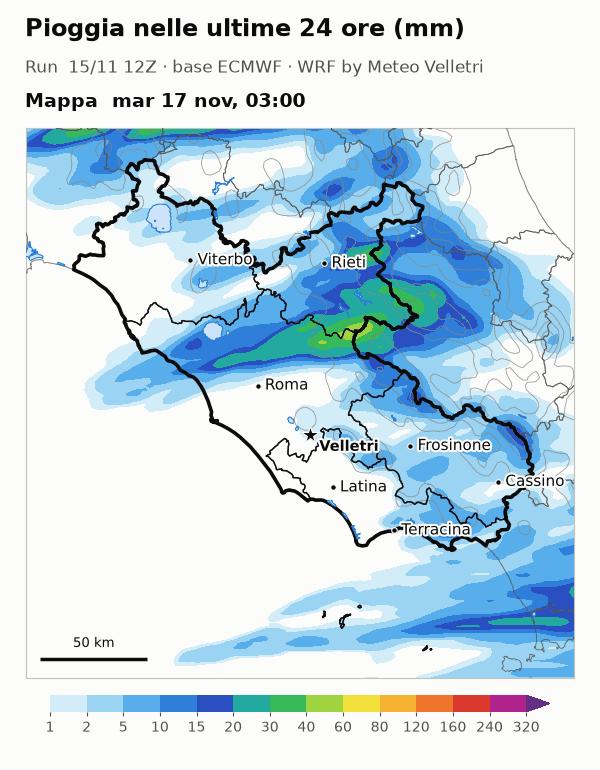 Pioggia nelle ultime 24 ore (mm)
Run  15/11 12Z · base ECMWF · WRF by Meteo Velletri
Mappa  mar 17 nov, 03:00
Viterbo
Rieti
Roma
Velletri
Frosinone
Latina
Cassino
Terracina
50 km
1 2 5 10 15 20 30 40 60 80 120 160 240 320